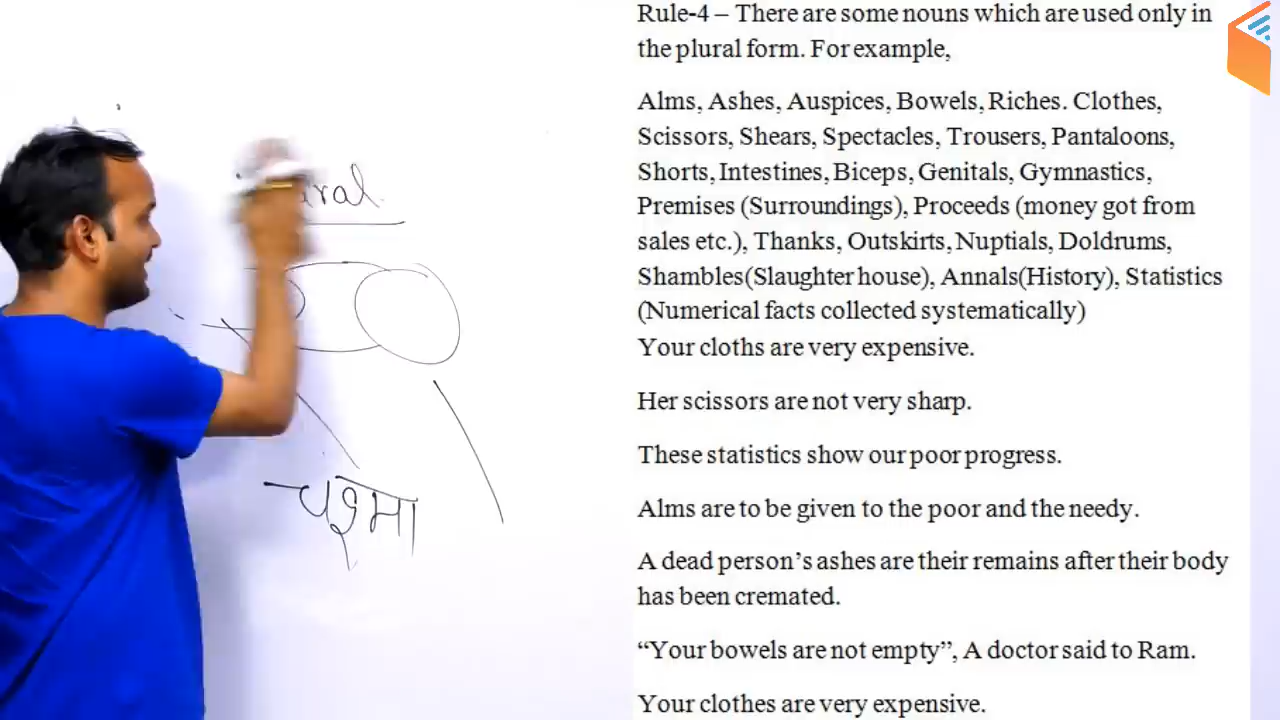 Rule-4 – There are some nouns which are used only in
the plural form. For example,
Alms, Ashes, Auspices, Bowels, Riches. Clothes,
Scissors, Shears, Spectacles, Trousers, Pantaloons,
Shorts, Intestines, Biceps, Genitals, Gymnastics,
Premises (Surroundings), Proceeds (money got from
sales etc.), Thanks, Outskirts, Nuptials, Doldrums,
Shambles(Slaughter house), Annals(History), Statistics
(Numerical facts collected systematically)
Your cloths are very expensive.
Her scissors are not very sharp.
These statistics show our poor progress.
Alms are to be given to the poor and the needy.
A dead person’s ashes are their remains after their body
has been cremated.
“Your bowels are not empty”, A doctor said to Ram.
Your clothes are very expensive.
चश्मा